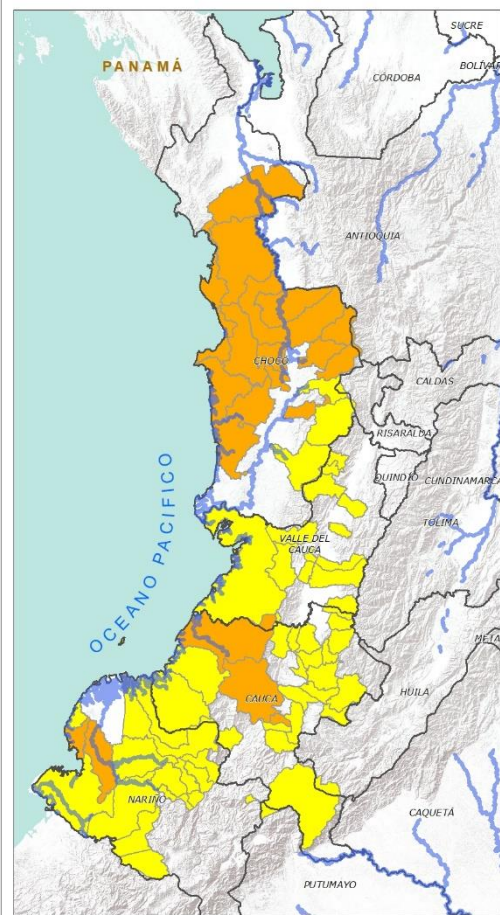 SUCRE
PANAMÁ
BOLÍVAR
CÓRDOBA
ANTIOQUIA
CHOCÓ
CALDAS
RISARALDA
QUINDÍO
CUNDINAMARCA
TOLIMA
VALLE DEL
CAUCA
OCEANO PACIFICO
META
HUILA
CAUCA
NARIÑO
CAQUETÁ
PUTUMAYO